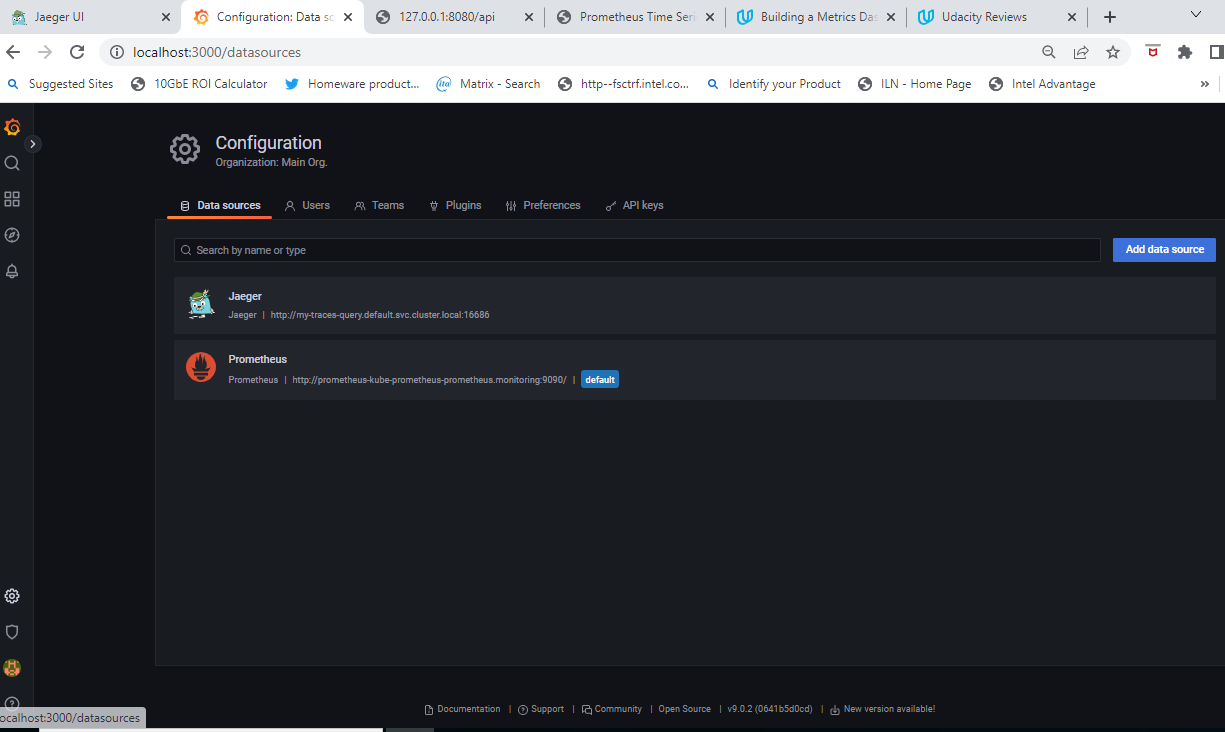 Jaeger UI
Configuration: Data so
127.0.0.1:8080/api
Prometheus Time Seri
Building a Metrics Das
Udacity Reviews
localhost:3000/datasources
Suggested Sites
10GbE ROI Calculator
Homeware product...
ita
Matrix - Search
http--fsctrf.intel.co...
Identify your Product
ILN - Home Page
Intel Advantage
»
Configuration
Organization: Main Org.
Data sources
Users
Teams
Plugins
Preferences
API keys
Search by name or type
Add data source
Jaeger
Jaeger | http://my-traces-query.default.svc.cluster.local:16686
Prometheus
Prometheus | http://prometheus-kube-prometheus-prometheus.monitoring:9090/ | default
Documentation | Support | Community | Open Source | v9.0.2 (0641b5d0cd) | New version available!
ocalhost:3000/datasources